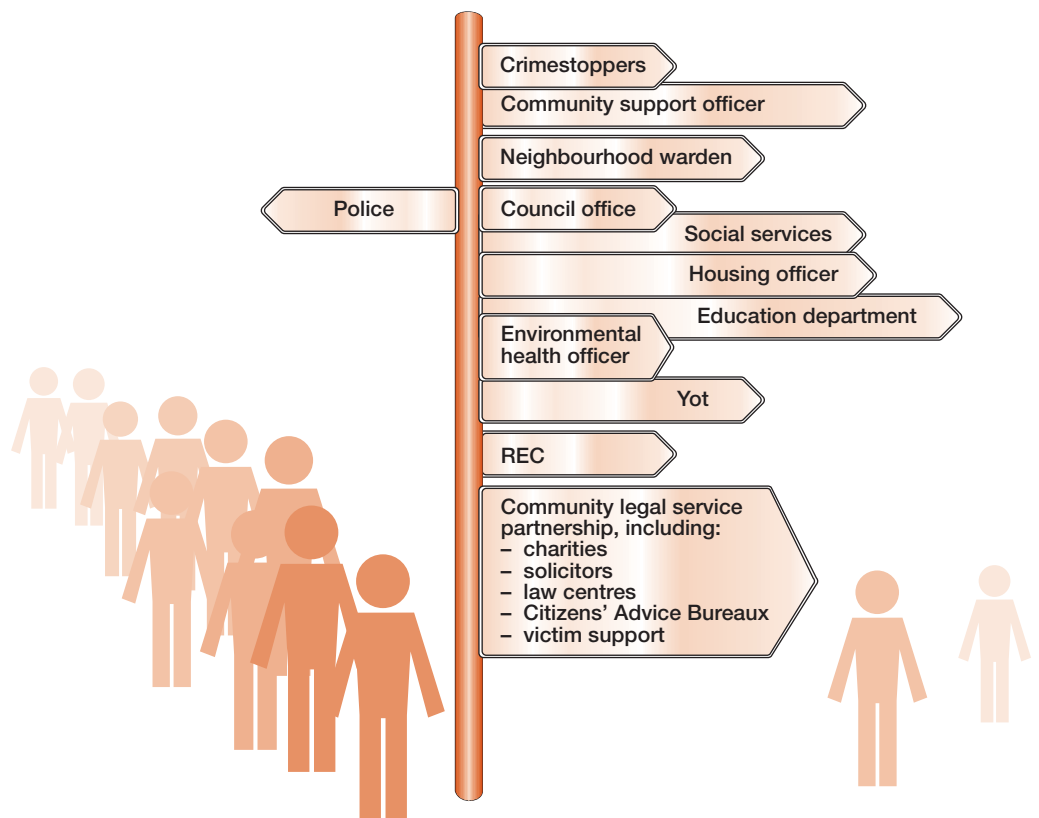 Crimestoppers
Community support officer
Neighbourhood warden
Police
Council office
Social services
Housing officer
Education department
Environmental
health officer
Yot
REC
Community legal service
partnership, including:
– charities
– solicitors
– law centres
– Citizens’ Advice Bureaux
– victim support